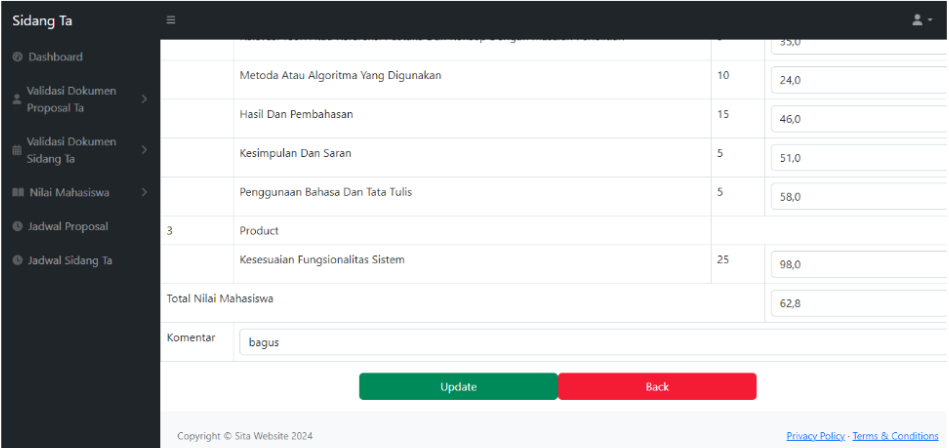 Sidang Ta
Dashboard
Validasi Dokumen
Proposal Ta
Validasi Dokumen
Sidang Ta
Nilai Mahasiswa
Jadwal Proposal
Jadwal Sidang Ta
35,0
Metoda Atau Algoritma Yang Digunakan 10 24,0
Hasil Dan Pembahasan 15 46,0
Kesimpulan Dan Saran 5 51,0
Penggunaan Bahasa Dan Tata Tulis 5 58,0
3 Product
Kesesuaian Fungsionalitas Sistem 25 98,0
Total Nilai Mahasiswa 62,8
Komentar bagus
Update Back
Copyright © Sita Website 2024 Privacy Policy · Terms & Conditions